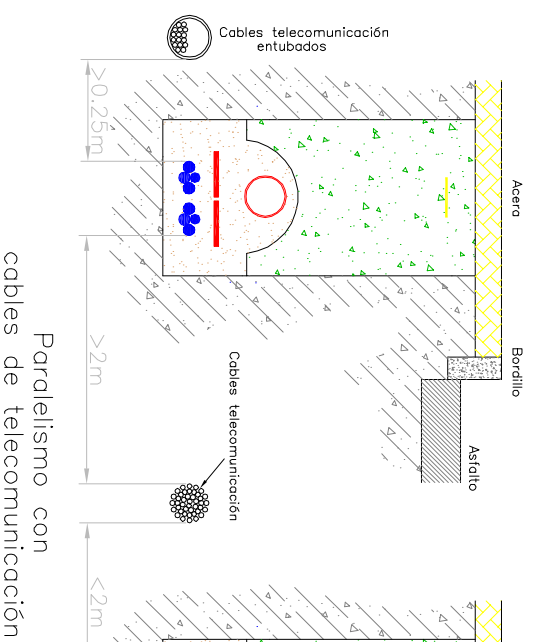 Cables telecomunicación
entubados
>0.25m
Acera
Bordillo
Asfalto
>2m
Cables telecomunicación
<2m
Paralelismo con
cables de telecomunicación